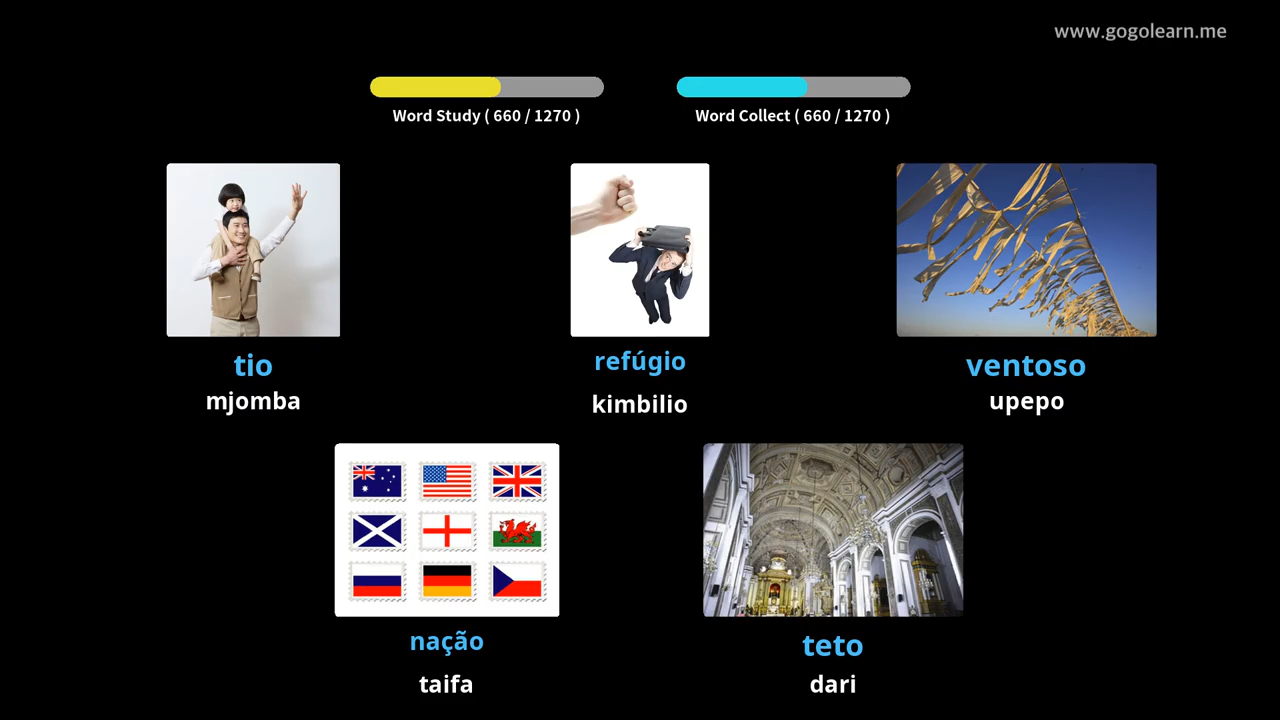 www.gogolearn.me
Word Study ( 660 / 1270 )
Word Collect ( 660 / 1270 )
tio
mjomba
refúgio
kimbilio
ventoso
upepo
nação
taifa
teto
dari